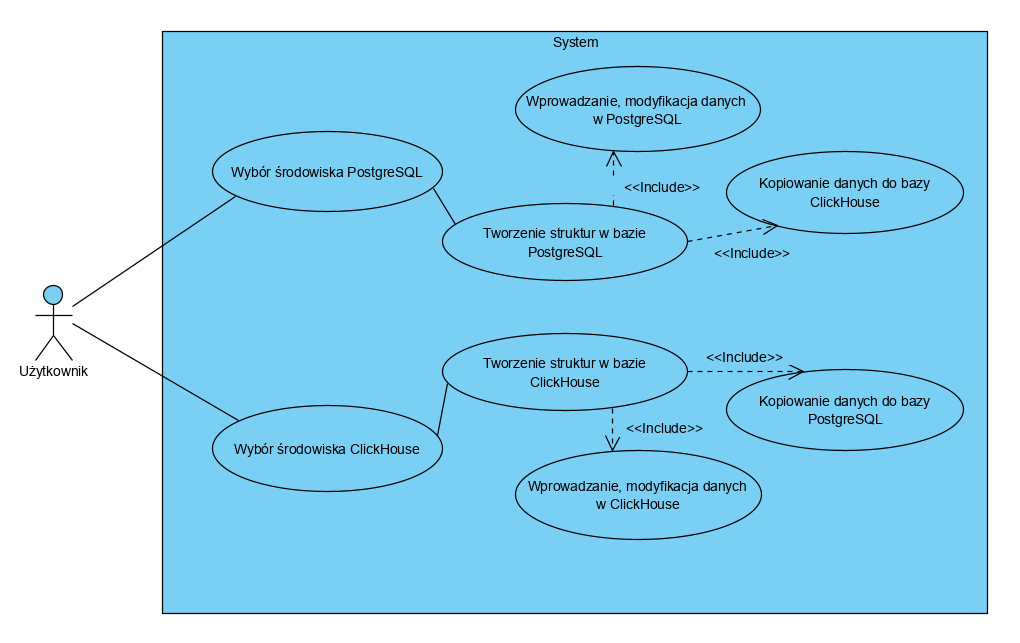 System
Wprowadzanie, modyfikacja danych
w PostgreSQL
Wybór środowiska PostgreSQL
<<Include>>
Kopiowanie danych do bazy
ClickHouse
Tworzenie struktur w bazie
PostgreSQL
<<Include>>
Użytkownik
Tworzenie struktur w bazie
ClickHouse
<<Include>>
Kopiowanie danych do bazy
PostgreSQL
<<Include>>
Wybór środowiska ClickHouse
Wprowadzanie, modyfikacja danych
w ClickHouse